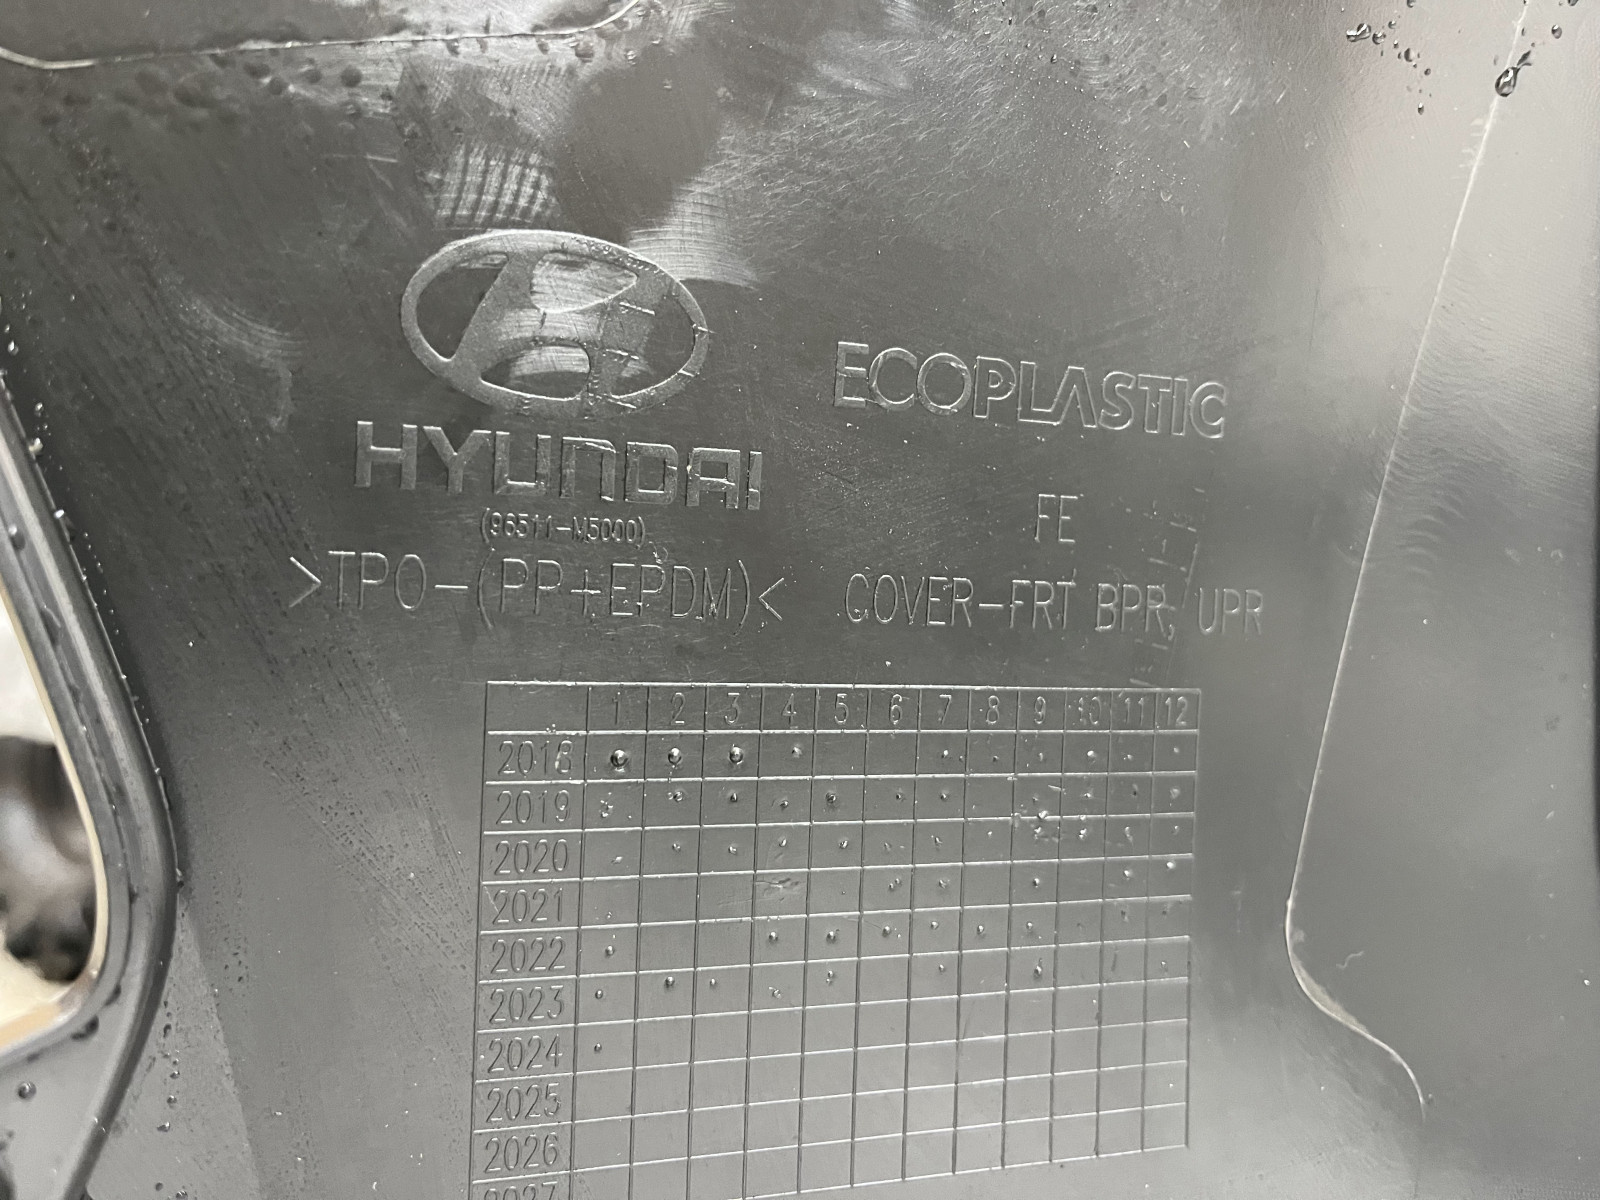 HYUNDAI
(96511-M5000)
>TPO-(PP+EPDM)<
ECOPLASTIC
FE
COVER-FRT BPR, UPR
1 2 3 4 5 6 7 8 9 10 11 12
2018
2019
2020
2021
2022
2023
2024
2025
2026
2027